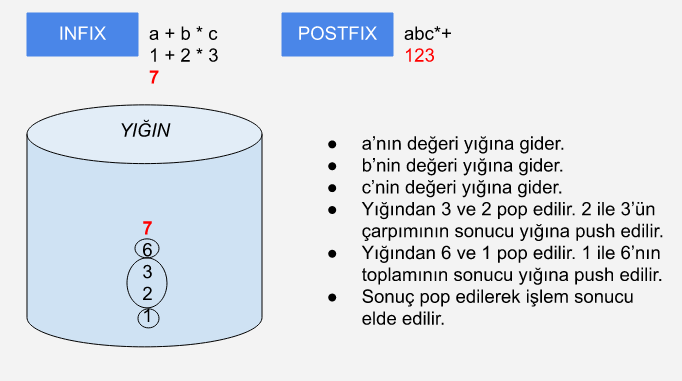 INFIX
a + b * c
1 + 2 * 3
7
POSTFIX
abc*+
123
YIĞIN
7
6
3
2
1
● a’nın değeri yığına gider.
● b’nin değeri yığına gider.
● c’nin değeri yığına gider.
● Yığından 3 ve 2 pop edilir. 2 ile 3’ün
çarpımının sonucu yığına push edilir.
● Yığından 6 ve 1 pop edilir. 1 ile 6’nın
toplamının sonucu yığına push edilir.
● Sonuç pop edilerek işlem sonucu
elde edilir.